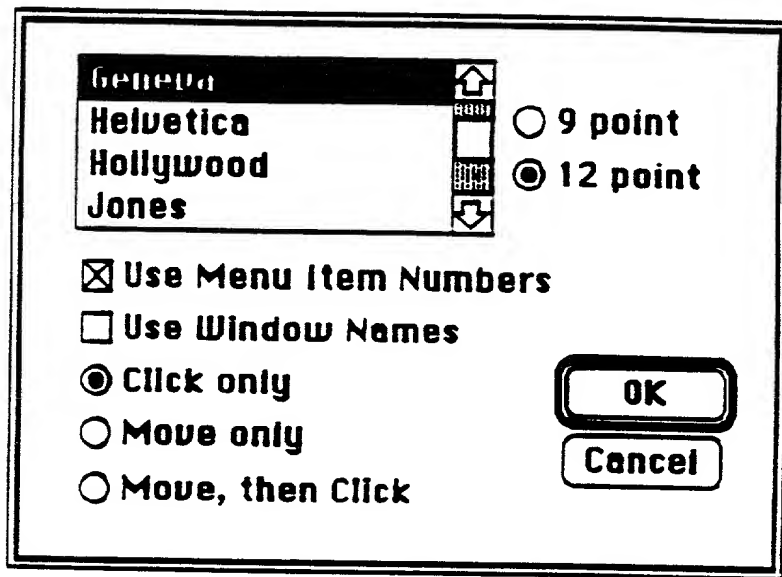 Geneva
Helvetica
Hollywood
Jones
9 point
12 point
Use Menu Item Numbers
Use Window Names
Click only
Move only
Move, then Click
OK
Cancel